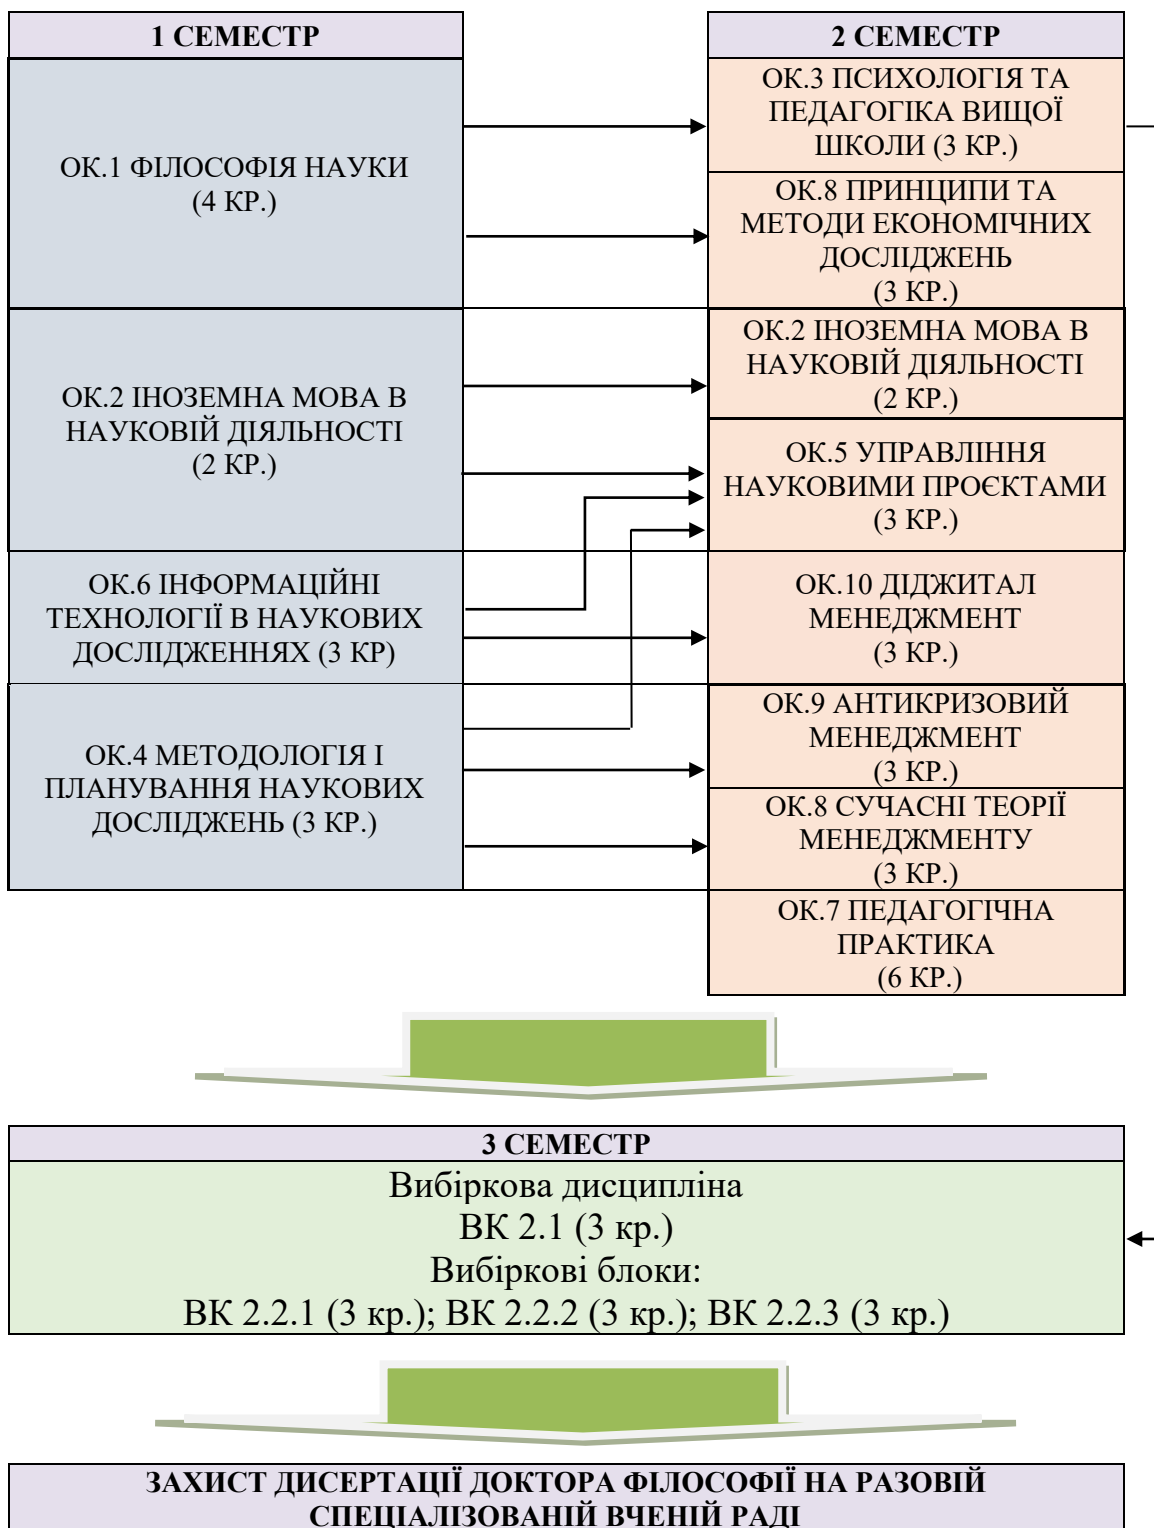 1 СЕМЕСТР
ОК.1 ФІЛОСОФІЯ НАУКИ
(4 КР.)
ОК.2 ІНОЗЕМНА МОВА В
НАУКОВІЙ ДІЯЛЬНОСТІ
(2 КР.)
ОК.6 ІНФОРМАЦІЙНІ
ТЕХНОЛОГІЇ В НАУКОВИХ
ДОСЛІДЖЕННЯХ (3 КР)
ОК.4 МЕТОДОЛОГІЯ І
ПЛАНУВАННЯ НАУКОВИХ
ДОСЛІДЖЕНЬ (3 КР.)
2 СЕМЕСТР
ОК.3 ПСИХОЛОГІЯ ТА
ПЕДАГОГІКА ВИЩОЇ
ШКОЛИ (3 КР.)
ОК.8 ПРИНЦИПИ ТА
МЕТОДИ ЕКОНОМІЧНИХ
ДОСЛІДЖЕНЬ
(3 КР.)
ОК.2 ІНОЗЕМНА МОВА В
НАУКОВІЙ ДІЯЛЬНОСТІ
(2 КР.)
ОК.5 УПРАВЛІННЯ
НАУКОВИМИ ПРОЄКТАМИ
(3 КР.)
ОК.10 ДІДЖИТАЛ
МЕНЕДЖМЕНТ
(3 КР.)
ОК.9 АНТИКРИЗОВИЙ
МЕНЕДЖМЕНТ
(3 КР.)
ОК.8 СУЧАСНІ ТЕОРІЇ
МЕНЕДЖМЕНТУ
(3 КР.)
ОК.7 ПЕДАГОГІЧНА
ПРАКТИКА
(6 КР.)
3 СЕМЕСТР
Вибіркова дисципліна
ВК 2.1 (3 кр.)
Вибіркові блоки:
ВК 2.2.1 (3 кр.); ВК 2.2.2 (3 кр.); ВК 2.2.3 (3 кр.)
ЗАХИСТ ДИСЕРТАЦІЇ ДОКТОРА ФІЛОСОФІЇ НА РАЗОВІЙ
СПЕЦІАЛІЗОВАНІЙ ВЧЕНІЙ РАДІ